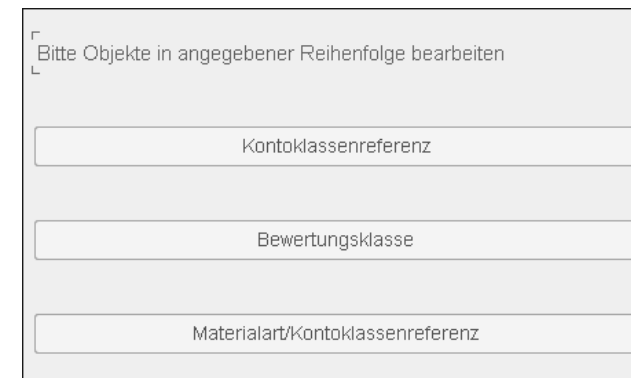 Bitte Objekte in angegebener Reihenfolge bearbeiten
Kontoklassenreferenz
Bewertungsklasse
Materialart/Kontoklassenreferenz